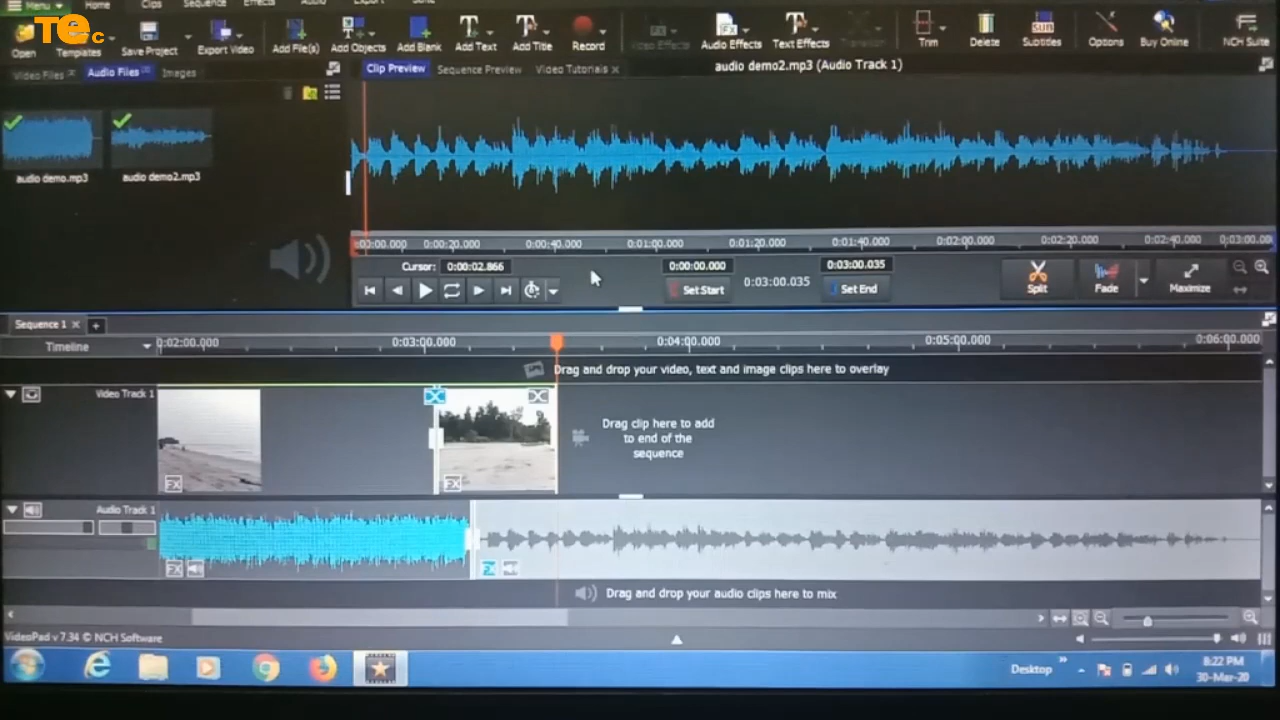 Menu Home Clips Sequence Effects Audio Export Suite
TEC
Open Templates Save Project Export Video Add File(s) Add Objects Add Blank Add Text Add Title Record Video Effects Audio Effects Text Effects Transition Trim Delete Subtitles Options Buy Online NCH Suite
Video Files Audio Files Images
Clip Preview Sequence Preview Video Tutorials audio demo2.mp3 (Audio Track 1)
audio demo.mp3 audio demo2.mp3
0:00:00.000 0:00:20.000 0:00:40.000 0:01:00.000 0:01:20.000 0:01:40.000 0:02:00.000 0:02:20.000 0:02:40.000 0:03:00.000
Cursor: 0:00:02.866 0:00:00.000 0:03:00.035 0:03:00.035
Set Start Set End Split Fade Maximize
Sequence 1
Timeline 0:02:00.000 0:03:00.000 0:04:00.000 0:05:00.000 0:06:00.000
Drag and drop your video, text and image clips here to overlay
Video Track 1
Drag clip here to add
to end of the
sequence
FX FX
Audio Track 1
FX FX
Drag and drop your audio clips here to mix
VideoPad v 7.34 © NCH Software
Desktop
8:22 PM
30-Mar-20